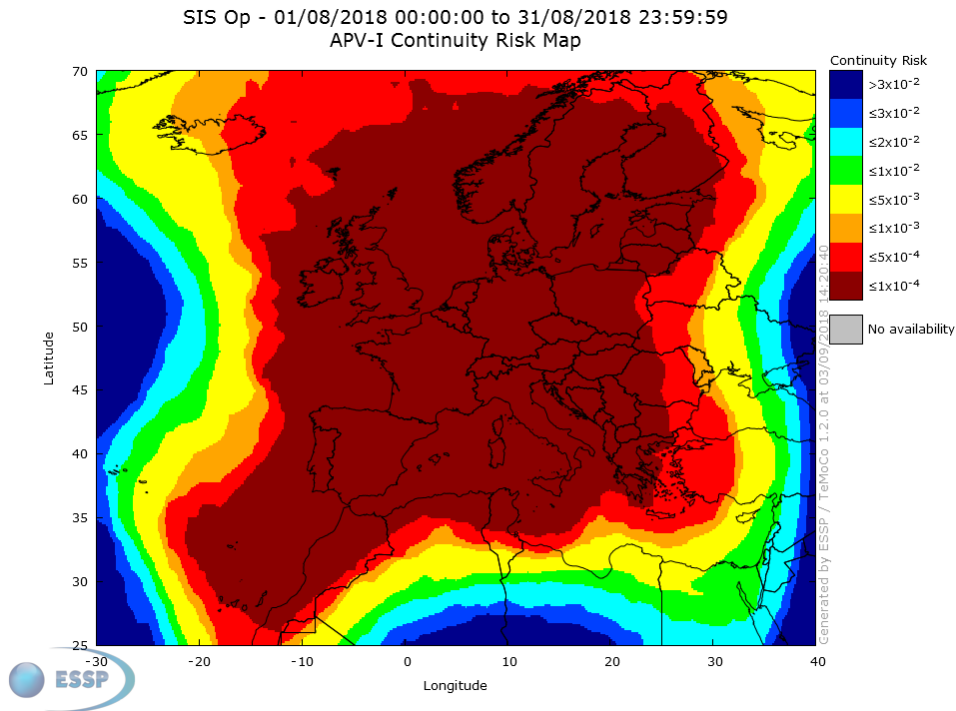 SIS Op - 01/08/2018 00:00:00 to 31/08/2018 23:59:59
APV-I Continuity Risk Map
Continuity Risk
>3x10-2
≤3x10-2
≤2x10-2
≤1x10-2
≤5x10-3
≤1x10-3
≤5x10-4
≤1x10-4
No availability
Generated by ESSP / TeMoco 1.2.0 at 03/09/2018 14:20:40
Latitude
70
65
60
55
50
45
40
35
30
25
-30
-20
-10
0
10
20
30
40
Longitude
ESSP